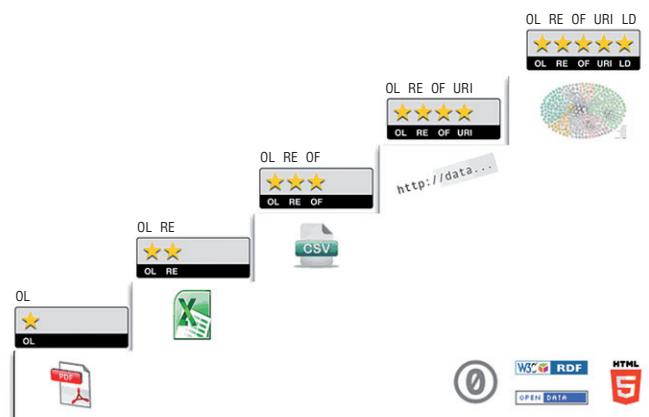 OL RE OF URI LD
OL RE OF URI LD
OL RE OF URI
OL RE OF URI
http://data...
OL RE OF
OL RE OF
CSV
OL RE
OL RE
X
OL
OL
PDF
0
W3C RDF
OPEN DATA
HTML
5